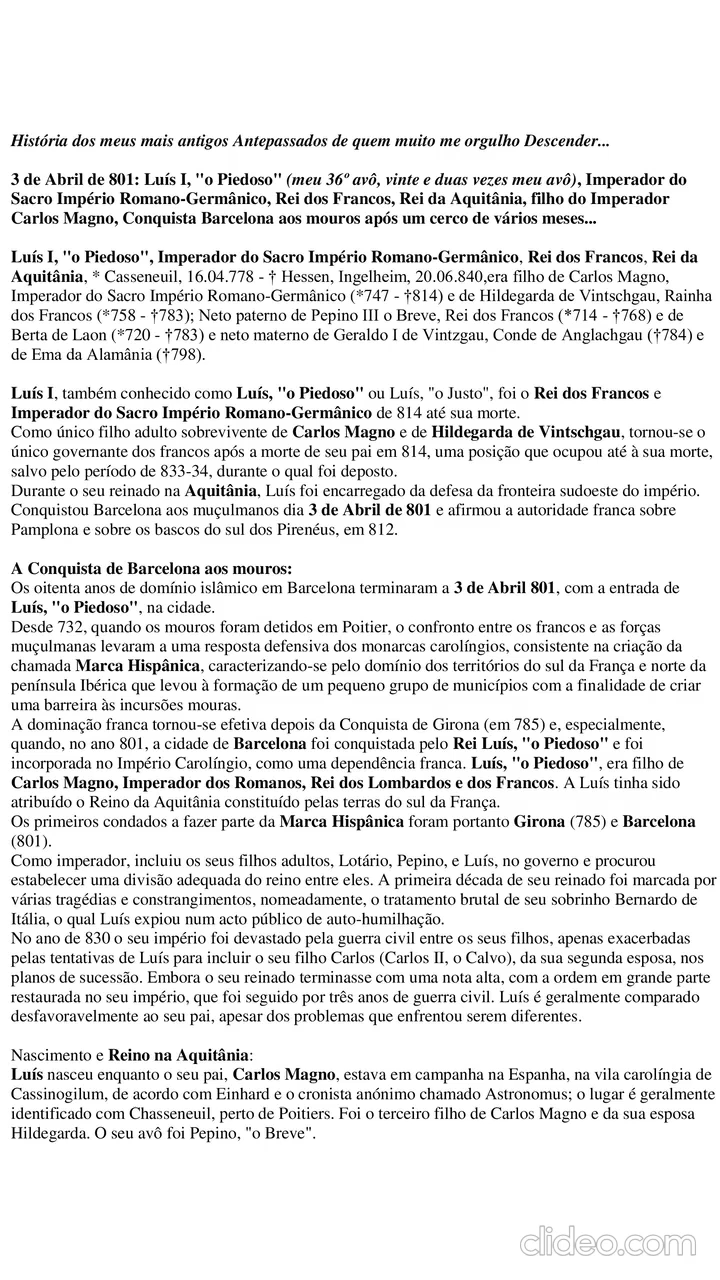 História dos meus mais antigos Antepassados de quem muito me orgulho Descender...
3 de Abril de 801: Luís I, "o Piedoso" (meu 36º avô, vinte e duas vezes meu avô), Imperador do
Sacro Império Romano-Germânico, Rei dos Francos, Rei da Aquitânia, filho do Imperador
Carlos Magno, Conquista Barcelona aos mouros após um cerco de vários meses...
Luís I, "o Piedoso", Imperador do Sacro Império Romano-Germânico, Rei dos Francos, Rei da
Aquitânia, * Casseneuil, 16.04.778 - † Hessen, Ingelheim, 20.06.840,era filho de Carlos Magno,
Imperador do Sacro Império Romano-Germânico (*747 - †814) e de Hildegarda de Vintschgau, Rainha
dos Francos (*758 - †783); Neto paterno de Pepino III o Breve, Rei dos Francos (*714 - †768) e de
Berta de Laon (*720 - †783) e neto materno de Geraldo I de Vintzgau, Conde de Anglachgau (†784) e
de Ema da Alamânia (†798).
Luís I, também conhecido como Luís, "o Piedoso" ou Luís, "o Justo", foi o Rei dos Francos e
Imperador do Sacro Império Romano-Germânico de 814 até sua morte.
Como único filho adulto sobrevivente de Carlos Magno e de Hildegarda de Vintschgau, tornou-se o
único governante dos francos após a morte de seu pai em 814, uma posição que ocupou até à sua morte,
salvo pelo período de 833-34, durante o qual foi deposto.
Durante o seu reinado na Aquitânia, Luís foi encarregado da defesa da fronteira sudoeste do império.
Conquistou Barcelona aos muçulmanos dia 3 de Abril de 801 e afirmou a autoridade franca sobre
Pamplona e sobre os bascos do sul dos Pirenéus, em 812.
A Conquista de Barcelona aos mouros:
Os oitenta anos de domínio islâmico em Barcelona terminaram a 3 de Abril 801, com a entrada de
Luís, "o Piedoso", na cidade.
Desde 732, quando os mouros foram detidos em Poitier, o confronto entre os francos e as forças
muçulmanas levaram a uma resposta defensiva dos monarcas carolíngios, consistente na criação da
chamada Marca Hispânica, caracterizando-se pelo domínio dos territórios do sul da França e norte da
península Ibérica que levou à formação de um pequeno grupo de municípios com a finalidade de criar
uma barreira às incursões mouras.
A dominação franca tornou-se efetiva depois da Conquista de Girona (em 785) e, especialmente,
quando, no ano 801, a cidade de Barcelona foi conquistada pelo Rei Luís, "o Piedoso" e foi
incorporada no Império Carolíngio, como uma dependência franca. Luís, "o Piedoso", era filho de
Carlos Magno, Imperador dos Romanos, Rei dos Lombardos e dos Francos. A Luís tinha sido
atribuído o Reino da Aquitânia constituído pelas terras do sul da França.
Os primeiros condados a fazer parte da Marca Hispânica foram portanto Girona (785) e Barcelona
(801).
Como imperador, incluiu os seus filhos adultos, Lotário, Pepino, e Luís, no governo e procurou
estabelecer uma divisão adequada do reino entre eles. A primeira década de seu reinado foi marcada por
várias tragédias e constrangimentos, nomeadamente, o tratamento brutal de seu sobrinho Bernardo de
Itália, o qual Luís expiou num acto público de auto-humilhação.
No ano de 830 o seu império foi devastado pela guerra civil entre os seus filhos, apenas exacerbadas
pelas tentativas de Luís para incluir o seu filho Carlos (Carlos II, o Calvo), da sua segunda esposa, nos
planos de sucessão. Embora o seu reinado terminasse com uma nota alta, com a ordem em grande parte
restaurada no seu império, que foi seguido por três anos de guerra civil. Luís é geralmente comparado
desfavoravelmente ao seu pai, apesar dos problemas que enfrentou serem diferentes.
Nascimento e Reino na Aquitânia:
Luís nasceu enquanto o seu pai, Carlos Magno, estava em campanha na Espanha, na vila carolíngia de
Cassinogilum, de acordo com Einhard e o cronista anónimo chamado Astronomus; o lugar é geralmente
identificado com Chasseneuil, perto de Poitiers. Foi o terceiro filho de Carlos Magno e da sua esposa
Hildegarda. O seu avô foi Pepino, "o Breve".
clideo.com